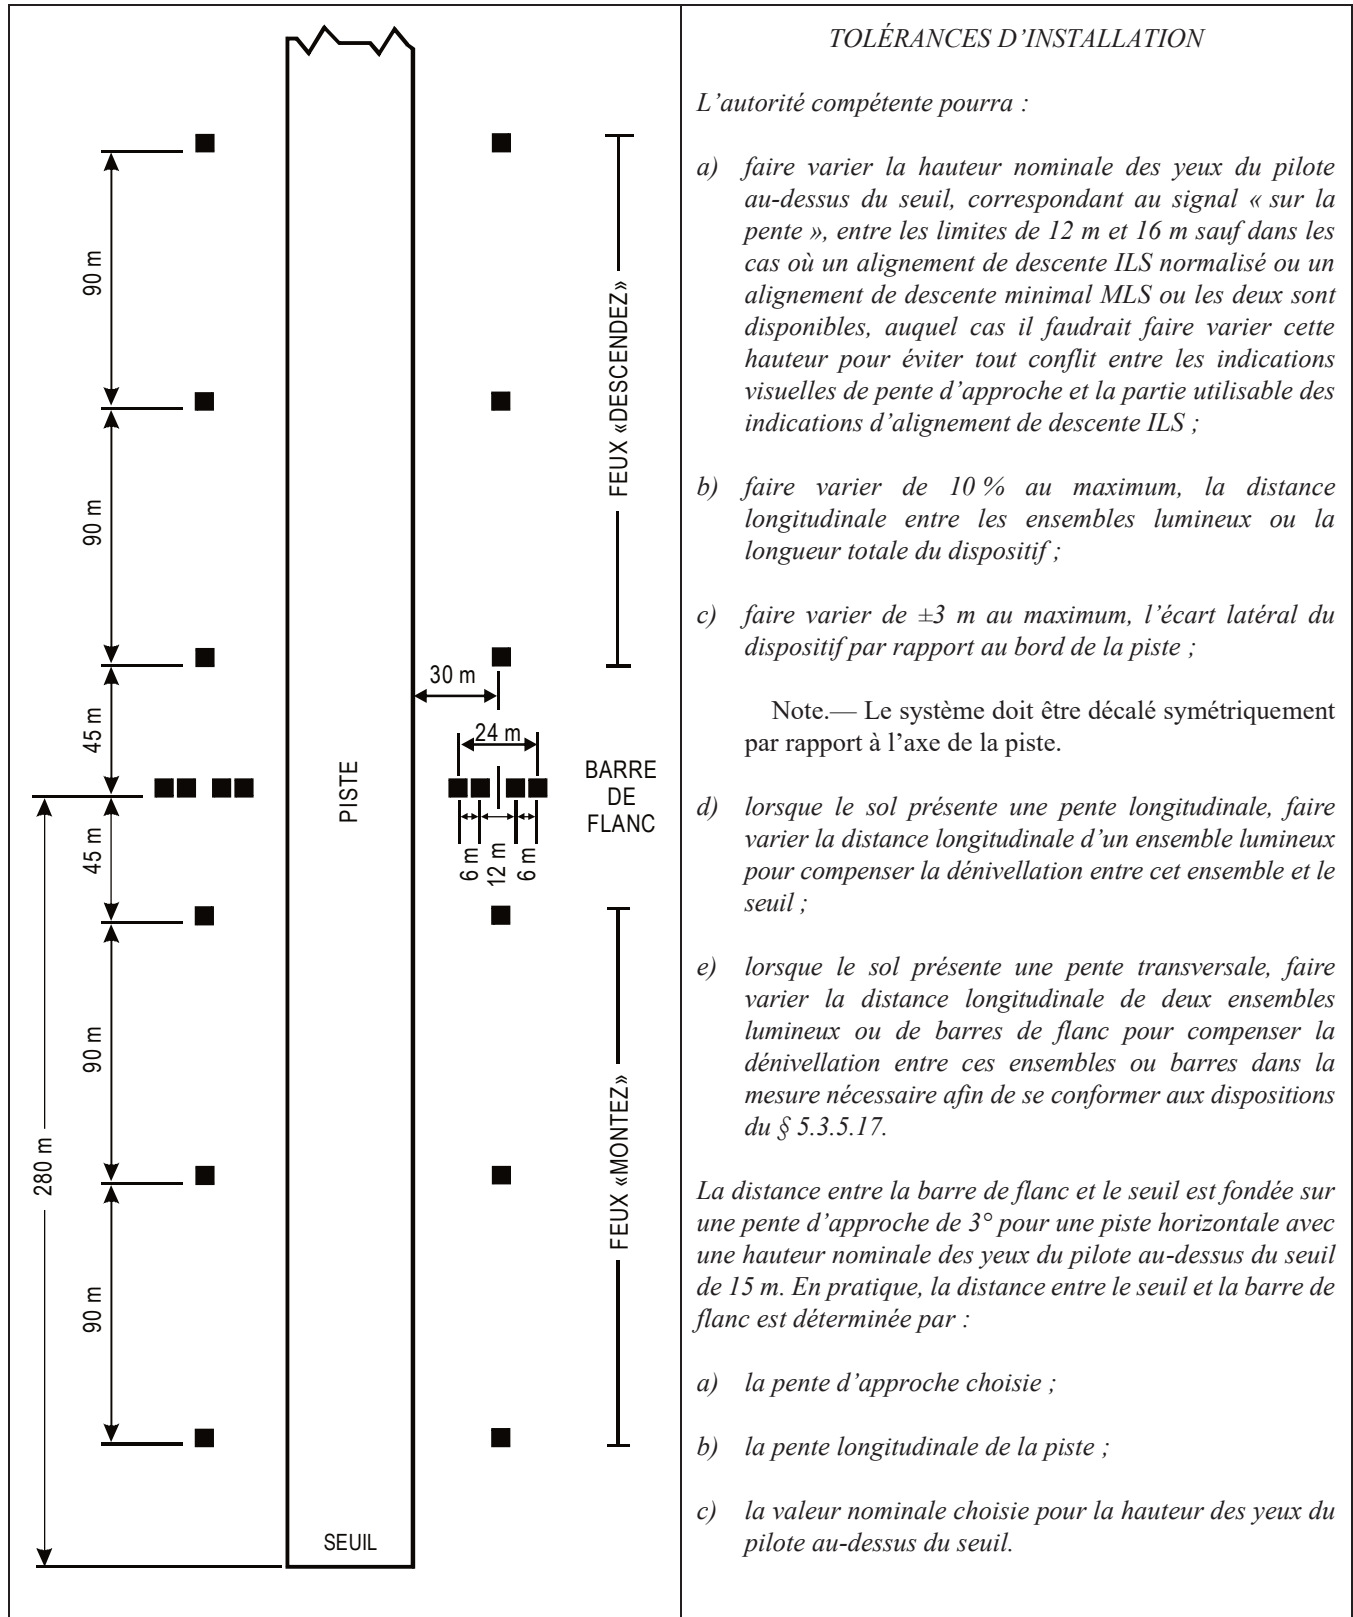 90 m
90 m
45 m
45 m
90 m
90 m
280 m
PISTE
SEUIL
30 m
24 m
6 m
12 m
6 m
FEUX «DESCENDEZ»
BARRE
DE
FLANC
FEUX «MONTEZ»
TOLÉRANCES D’INSTALLATION
L’autorité compétente pourra :
a) faire varier la hauteur nominale des yeux du pilote
au-dessus du seuil, correspondant au signal « sur la
pente », entre les limites de 12 m et 16 m sauf dans les
cas où un alignement de descente ILS normalisé ou un
alignement de descente minimal MLS ou les deux sont
disponibles, auquel cas il faudrait faire varier cette
hauteur pour éviter tout conflit entre les indications
visuelles de pente d’approche et la partie utilisable des
indications d’alignement de descente ILS ;
b) faire varier de 10 % au maximum, la distance
longitudinale entre les ensembles lumineux ou la
longueur totale du dispositif ;
c) faire varier de ±3 m au maximum, l’écart latéral du
dispositif par rapport au bord de la piste ;
Note.— Le système doit être décalé symétriquement
par rapport à l’axe de la piste.
d) lorsque le sol présente une pente longitudinale, faire
varier la distance longitudinale d’un ensemble lumineux
pour compenser la dénivellation entre cet ensemble et le
seuil ;
e) lorsque le sol présente une pente transversale, faire
varier la distance longitudinale de deux ensembles
lumineux ou de barres de flanc pour compenser la
dénivellation entre ces ensembles ou barres dans la
mesure nécessaire afin de se conformer aux dispositions
du § 5.3.5.17.
La distance entre la barre de flanc et le seuil est fondée sur
une pente d’approche de 3° pour une piste horizontale avec
une hauteur nominale des yeux du pilote au-dessus du seuil
de 15 m. En pratique, la distance entre le seuil et la barre de
flanc est déterminée par :
a) la pente d’approche choisie ;
b) la pente longitudinale de la piste ;
c) la valeur nominale choisie pour la hauteur des yeux du
pilote au-dessus du seuil.